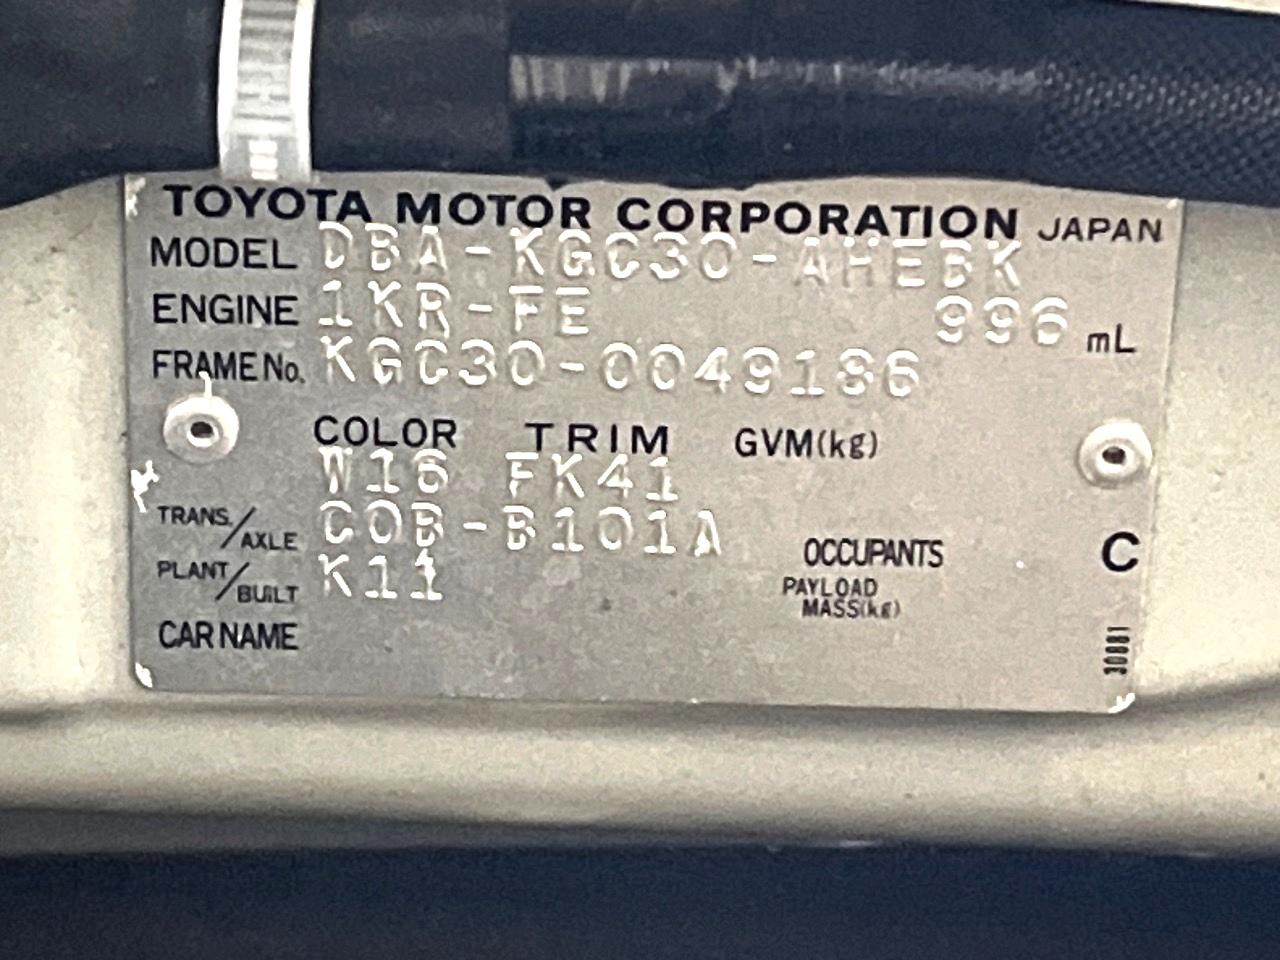 TOYOTA MOTOR CORPORATION JAPAN
MODEL DBA-KGC30-AHEBK
ENGINE 1KR-FE 996 mL
FRAME No. KGC30-0049186
COLOR TRIM GVM(kg)
W16 FK41
TRANS./AXLE C0B-B101A
OCCUPANTS C
PLANT/BUILT K11
PAYLOAD
MASS(kg)
CAR NAME
30881